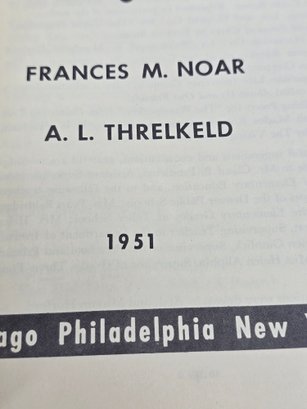 FRANCES M. NOAR
A. L. THRELKELD
1951
Philadelphia New